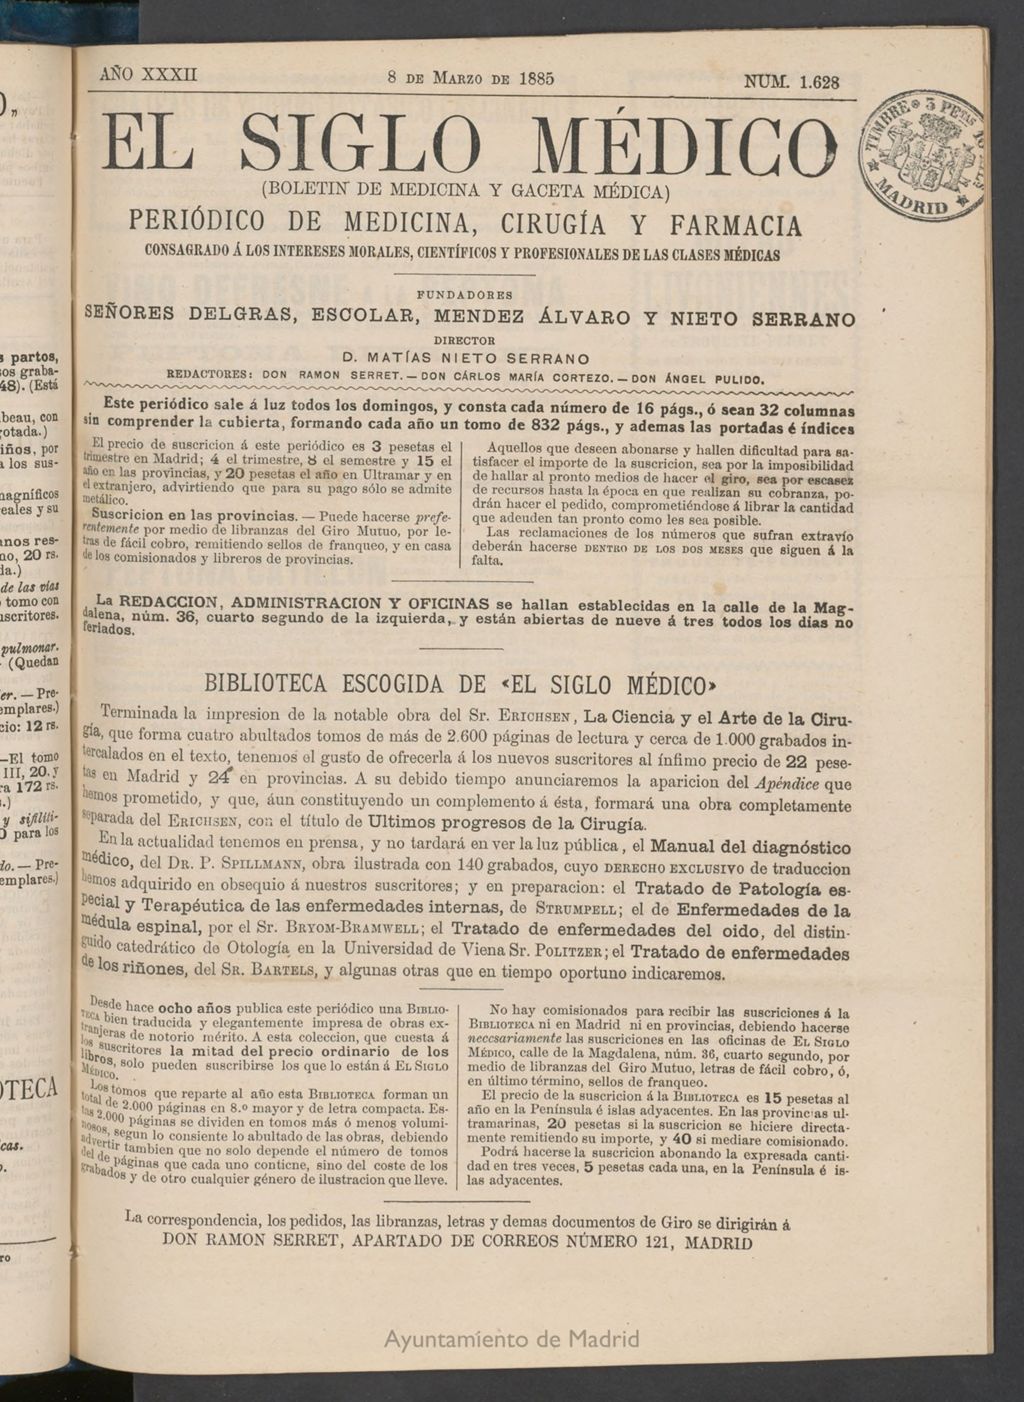 AÑO XXXII 8 DE MARZO DE 1885 NUM. 1.628
TIMBRE 3 PETAS 10
MADRID
EL SIGLO MÉDICO
(BOLETIN DE MEDICINA Y GACETA MÉDICA)
PERIÓDICO DE MEDICINA, CIRUGÍA Y FARMACIA
CONSAGRADO Á LOS INTERESES MORALES, CIENTÍFICOS Y PROFESIONALES DE LAS CLASES MÉDICAS
FUNDADORES
SEÑORES DELGRAS, ESCOLAR, MENDEZ ÁLVARO Y NIETO SERRANO
DIRECTOR
D. MATÍAS NIETO SERRANO
REDACTORES: DON RAMON SERRET. — DON CÁRLOS MARÍA CORTEZO. — DON ÁNGEL PULIDO.
Este periódico sale á luz todos los domingos, y consta cada número de 16 págs., ó sean 32 columnas
sin comprender la cubierta, formando cada año un tomo de 832 págs., y ademas las portadas é índices
El precio de suscricion á este periódico es 3 pesetas el
trimestre en Madrid; 4 el trimestre, 8 el semestre y 15 el
año en las provincias, y 20 pesetas el año en Ultramar y en
el extranjero, advirtiendo que para su pago sólo se admite
metálico.
Suscricion en las provincias. — Puede hacerse prefe-
rentemente por medio de libranzas del Giro Mutuo, por le-
tras de fácil cobro, remitiendo sellos de franqueo, y en casa
de los comisionados y libreros de provincias.
Aquellos que deseen abonarse y hallen dificultad para sa-
tisfacer el importe de la suscricion, sea por la imposibilidad
de hallar al pronto medios de hacer el giro, sea por escasez
de recursos hasta la época en que realizan su cobranza, po-
drán hacer el pedido, comprometiéndose á librar la cantidad
que adeuden tan pronto como les sea posible.
Las reclamaciones de los números que sufran extravío
deberán hacerse DENTRO DE LOS DOS MESES que siguen á la
falta.
La REDACCION, ADMINISTRACION Y OFICINAS se hallan establecidas en la calle de la Mag-
dalena, núm. 36, cuarto segundo de la izquierda, y están abiertas de nueve á tres todos los dias no
feriados.
BIBLIOTECA ESCOGIDA DE «EL SIGLO MÉDICO»
Terminada la impresion de la notable obra del Sr. ERICHSEN, La Ciencia y el Arte de la Ciru-
gía, que forma cuatro abultados tomos de más de 2.600 páginas de lectura y cerca de 1.000 grabados in-
tercalados en el texto, tenemos el gusto de ofrecerla á los nuevos suscritores al ínfimo precio de 22 pese-
tas en Madrid y 24 en provincias. A su debido tiempo anunciaremos la aparicion del Apéndice que
hemos prometido, y que, áun constituyendo un complemento á ésta, formará una obra completamente
separada del ERICHSEN, con el título de Ultimos progresos de la Cirugía.
En la actualidad tenemos en prensa, y no tardará en ver la luz pública, el Manual del diagnóstico
médico, del DR. P. SPILLMANN, obra ilustrada con 140 grabados, cuyo DERECHO EXCLUSIVO de traduccion
hemos adquirido en obsequio á nuestros suscritores; y en preparacion: el Tratado de Patología es-
pecial y Terapéutica de las enfermedades internas, de STRUMPELL; el de Enfermedades de la
médula espinal, por el Sr. BRYOM-BRAMWELL; el Tratado de enfermedades del oido, del distin-
guido catedrático de Otología en la Universidad de Viena Sr. POLITZER; el Tratado de enfermedades
de los riñones, del SR. BARTELS, y algunas otras que en tiempo oportuno indicaremos.
Desde hace ocho años publica este periódico una BIBLIO-
TECA bien traducida y elegantemente impresa de obras ex-
tranjeras de notorio mérito. A esta coleccion, que cuesta á
los suscritores la mitad del precio ordinario de los
libros, solo pueden suscribirse los que lo están á EL SIGLO
MÉDICO.
Los tomos que reparte al año esta BIBLIOTECA forman un
total de 2.000 páginas en 8.º mayor y de letra compacta. Es-
tas 2.000 páginas se dividen en tomos más ó menos volumi-
nosos, segun lo consiente lo abultado de las obras, debiendo
advertir tambien que no solo depende el número de tomos
del de páginas que cada uno contiene, sino del coste de los
grabados y de otro cualquier género de ilustracion que lleve.
No hay comisionados para recibir las suscriciones á la
BIBLIOTECA ni en Madrid ni en provincias, debiendo hacerse
necesariamente las suscriciones en las oficinas de EL SIGLO
MÉDICO, calle de la Magdalena, núm. 36, cuarto segundo, por
medio de libranzas del Giro Mutuo, letras de fácil cobro, ó,
en último término, sellos de franqueo.
El precio de la suscricion á la BIBLIOTECA es 15 pesetas al
año en la Península é islas adyacentes. En las provincias ul-
tramarinas, 20 pesetas si la suscricion se hiciere directa-
mente remitiendo su importe, y 40 si mediare comisionado.
Podrá hacerse la suscricion abonando la expresada canti-
dad en tres veces, 5 pesetas cada una, en la Península é is-
las adyacentes.
La correspondencia, los pedidos, las libranzas, letras y demas documentos de Giro se dirigirán á
DON RAMON SERRET, APARTADO DE CORREOS NÚMERO 121, MADRID
Ayuntamiento de Madrid